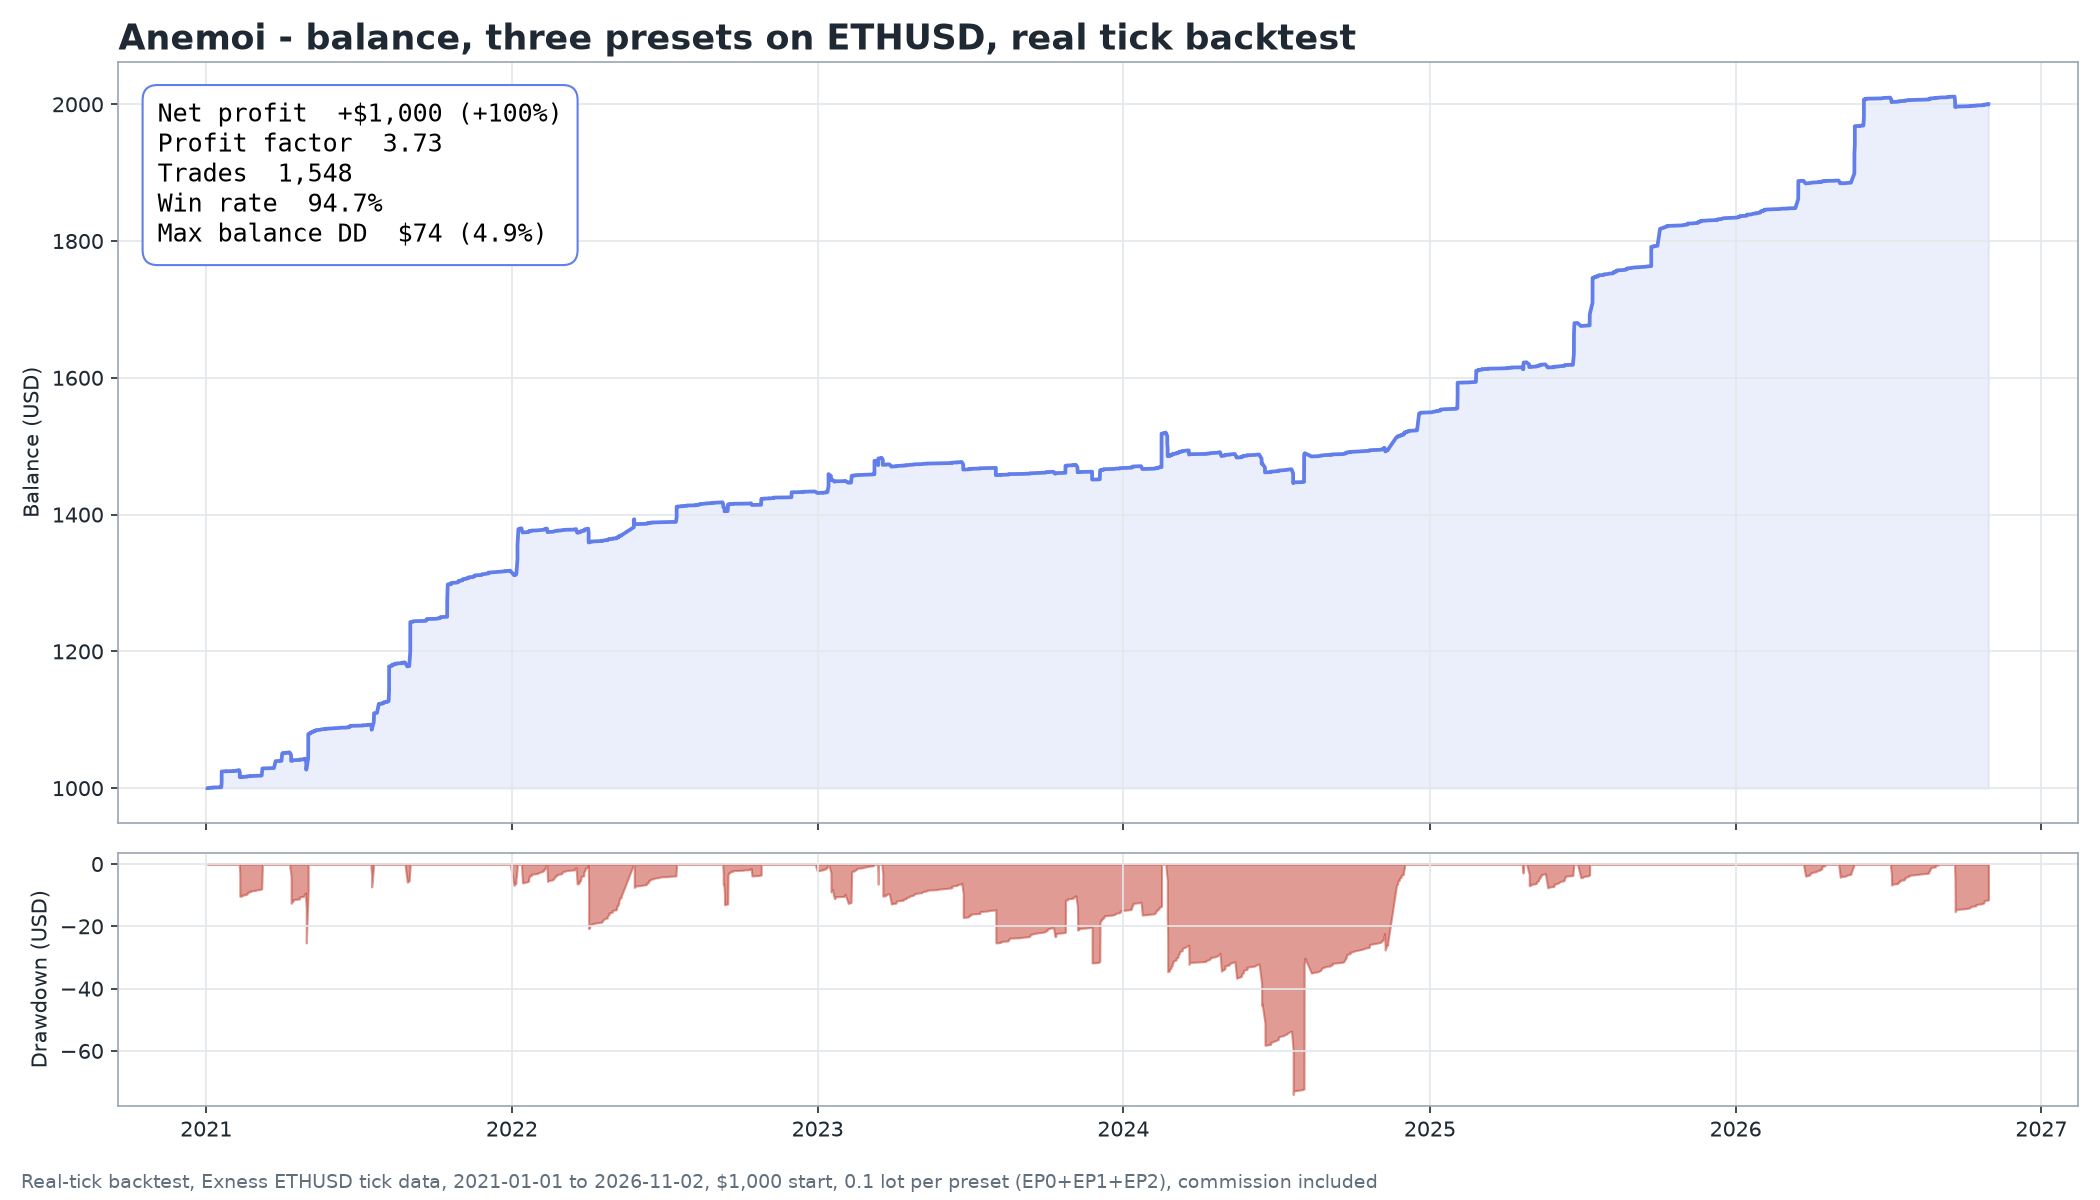 Anemoi - balance, three presets on ETHUSD, real tick backtest
Net profit  +$1,000 (+100%)
Profit factor  3.73
Trades  1,548
Win rate  94.7%
Max balance DD  $74 (4.9%)
Balance (USD)
2000
1800
1600
1400
1200
1000
Drawdown (USD)
0
−20
−40
−60
2021 2022 2023 2024 2025 2026 2027
Real-tick backtest, Exness ETHUSD tick data, 2021-01-01 to 2026-11-02, $1,000 start, 0.1 lot per preset (EP0+EP1+EP2), commission included